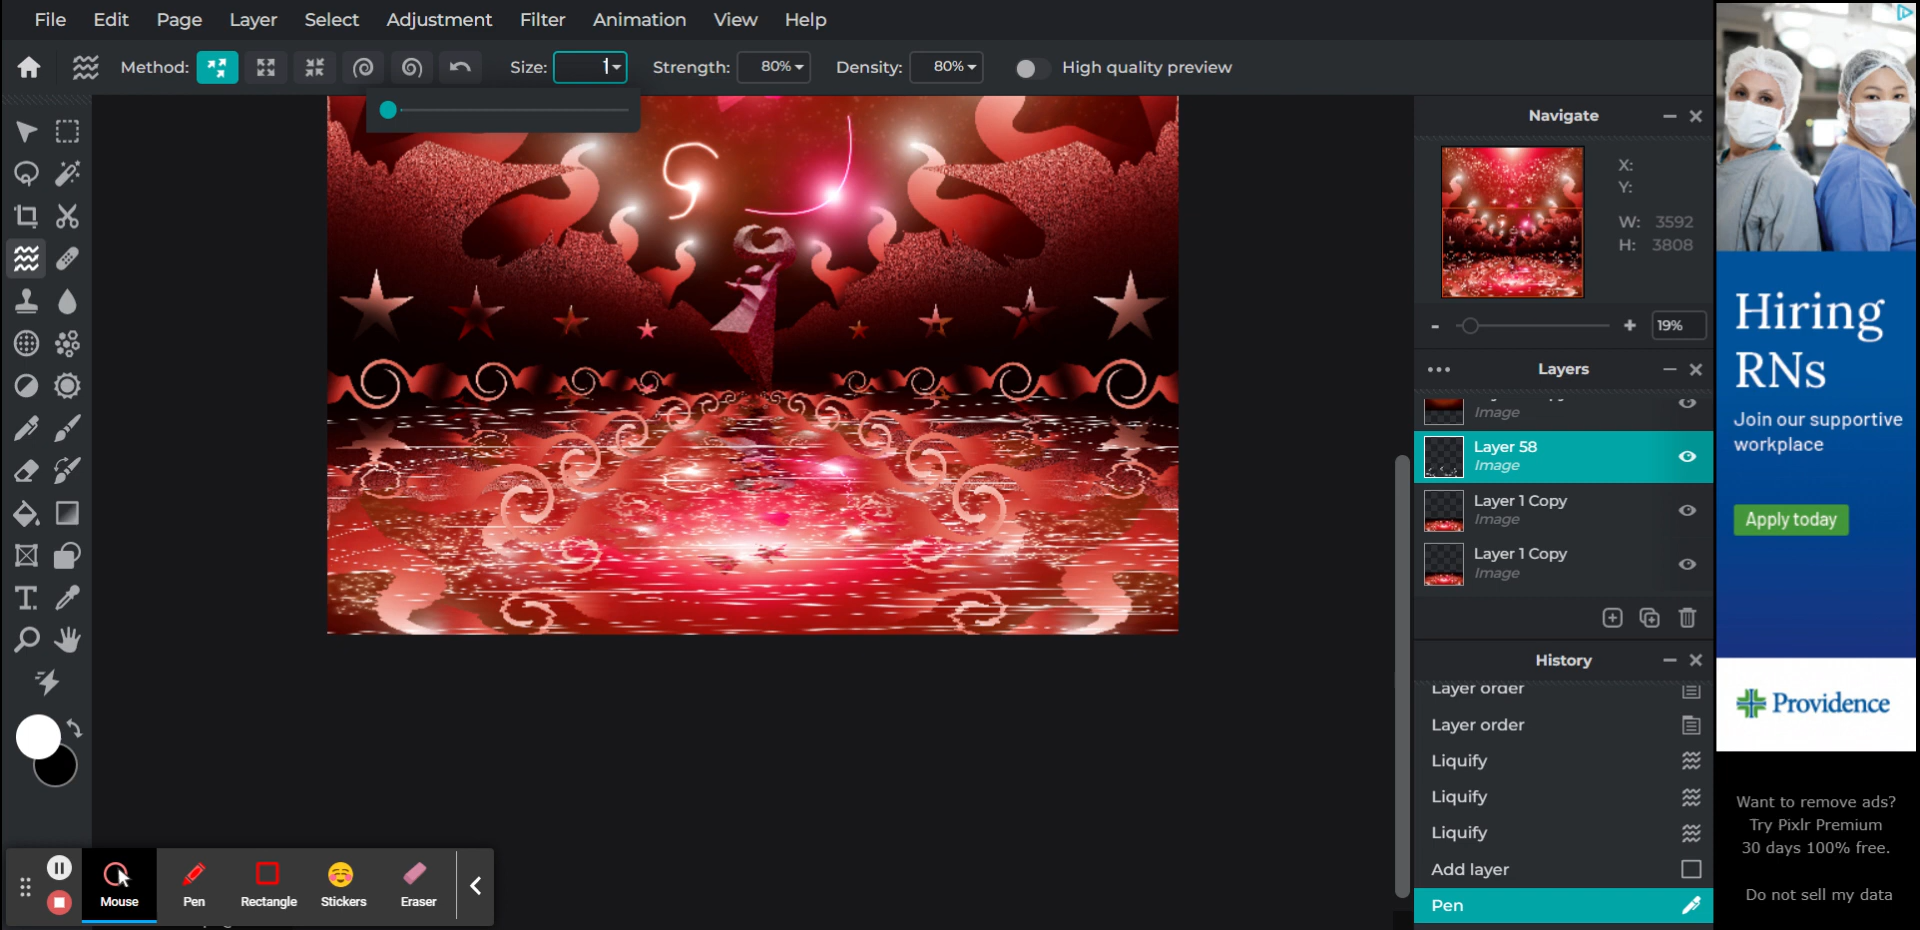 File Edit Page Layer Select Adjustment Filter Animation View Help
Method: Size: 1 Strength: 80% Density: 80% High quality preview
Navigate
X:
Y:
W: 3592
H: 3808
- + 19%
Layers
Image
Layer 58
Image
Layer 1 Copy
Image
Layer 1 Copy
Image
History
Layer order
Layer order
Liquify
Liquify
Liquify
Add layer
Pen
Mouse Pen Rectangle Stickers Eraser
Hiring
RNs
Join our supportive
workplace
Apply today
Providence
Want to remove ads?
Try Pixlr Premium
30 days 100% free.
Do not sell my data